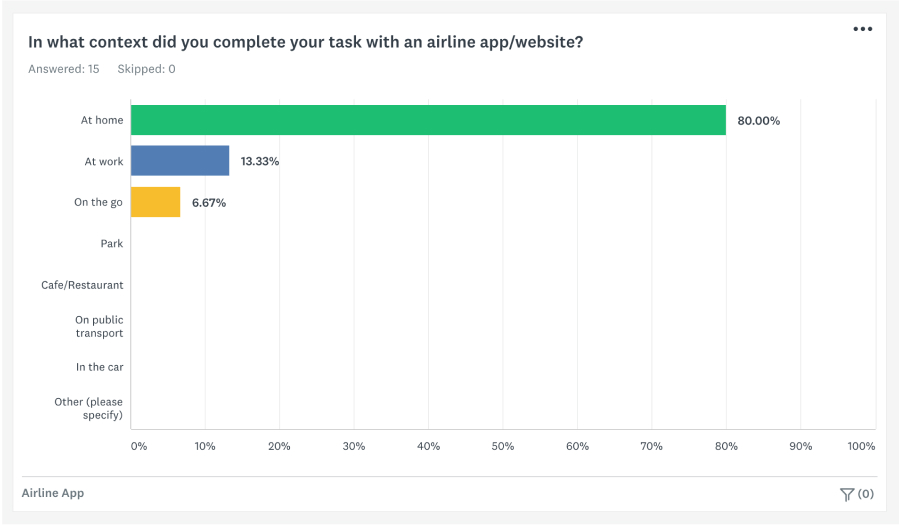 In what context did you complete your task with an airline app/website?
Answered: 15 Skipped: 0
At home 80.00%
At work 13.33%
On the go 6.67%
Park
Cafe/Restaurant
On public
transport
In the car
Other (please
specify)
0% 10% 20% 30% 40% 50% 60% 70% 80% 90% 100%
Airline App (0)